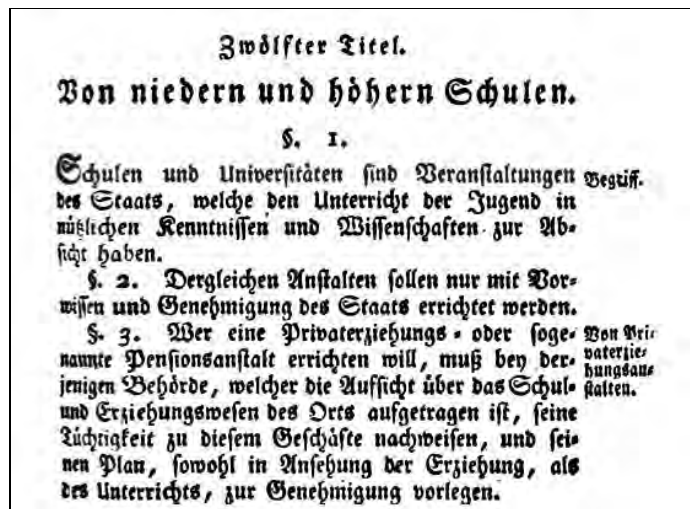 Zwölfter Titel.
Von niedern und höhern Schulen.
§. 1.
Schulen und Universitäten sind Veranstaltungen
des Staats, welche den Unterricht der Jugend in
nützlichen Kenntnissen und Wissenschaften zur Ab-
sicht haben.
Begriff.
§. 2. Dergleichen Anstalten sollen nur mit Vor-
wissen und Genehmigung des Staats errichtet werden.
§. 3. Wer eine Privaterziehungs- oder soge-
nannte Pensionsanstalt errichten will, muß bey der-
jenigen Behörde, welcher die Aufsicht über das Schul-
und Erziehungswesen des Orts aufgetragen ist, seine
Tüchtigkeit zu diesem Geschäfte nachweisen, und sei-
nen Plan, sowohl in Ansehung der Erziehung, als
des Unterrichts, zur Genehmigung vorlegen.
Von Pri-
vaterzie-
hungsan-
stalten.